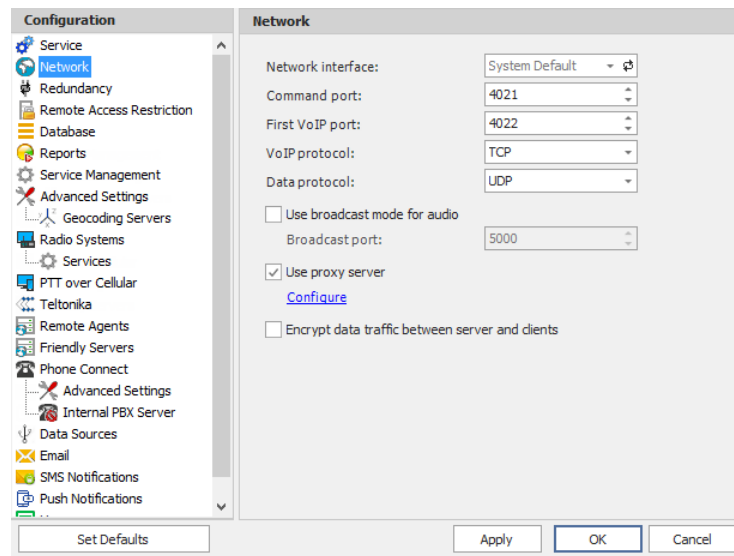 Configuration
Service
Network
Redundancy
Remote Access Restriction
Database
Reports
Service Management
Advanced Settings
Geocoding Servers
Radio Systems
Services
PTT over Cellular
Teltonika
Remote Agents
Friendly Servers
Phone Connect
Advanced Settings
Internal PBX Server
Data Sources
Email
SMS Notifications
Push Notifications
Set Defaults
Network
Network interface: System Default
Command port: 4021
First VoIP port: 4022
VoIP protocol: TCP
Data protocol: UDP
Use broadcast mode for audio
Broadcast port: 5000
Use proxy server
Configure
Encrypt data traffic between server and clients
Apply OK Cancel